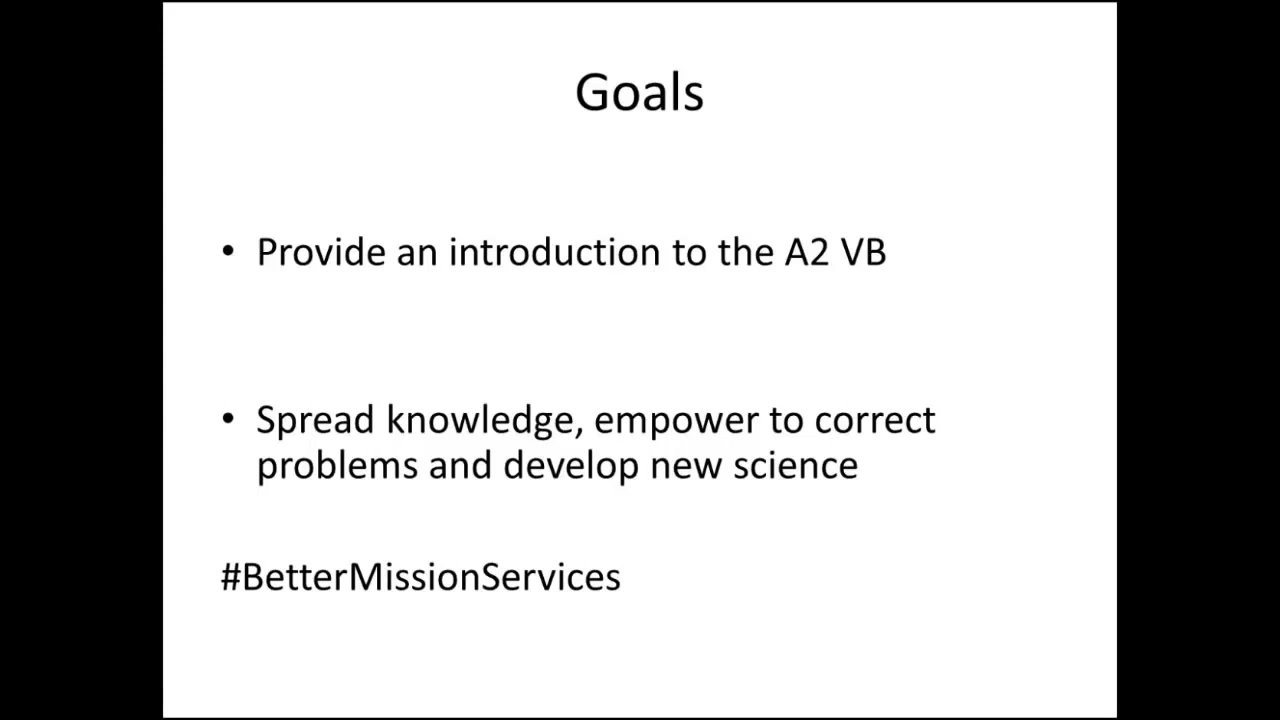 Goals
• Provide an introduction to the A2 VB
• Spread knowledge, empower to correct
problems and develop new science
#BetterMissionServices